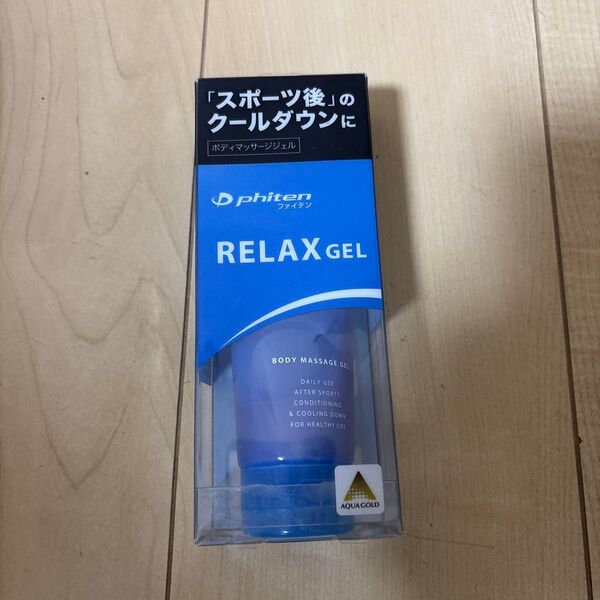 「スポーツ後」の
クールダウンに
ボディマッサージジェル
phiten
ファイテン
RELAX GEL
BODY MASSAGE GEL
DAILY USE
AFTER SPORTS
CONDITIONING
& COOLING DOWN
FOR HEALTHY LIFE
AQUAGOLD